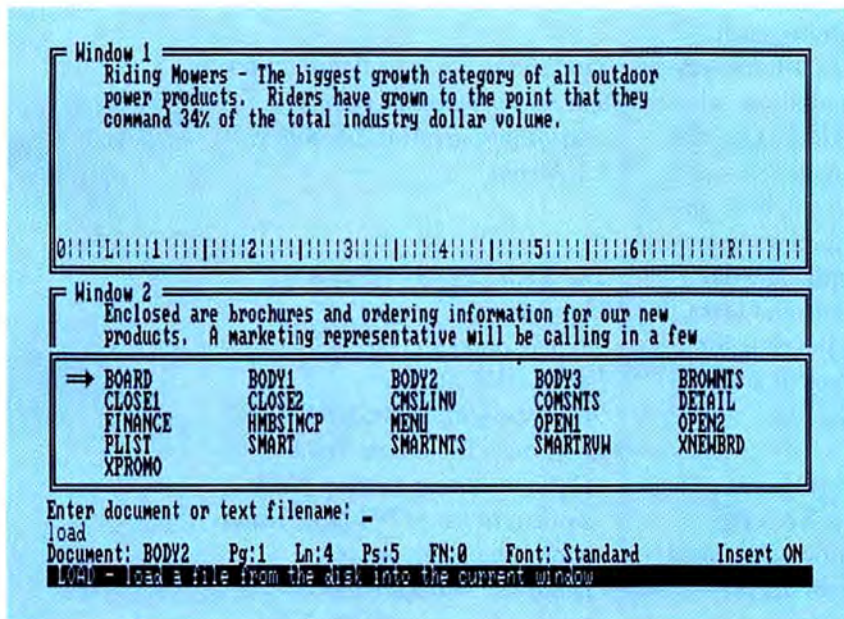 Window 1
Riding Mowers - The biggest growth category of all outdoor
power products. Riders have grown to the point that they
command 34% of the total industry dollar volume.
0||||L||||1||||||||||2||||||||||3||||||||||4||||||||||5||||||||||6||||||||||R||||||||
Window 2
Enclosed are brochures and ordering information for our new
products. A marketing representative will be calling in a few
⇒ BOARD BODY1 BODY2 BODY3 BROWNTS
CLOSE1 CLOSE2 CMSLINV COMSNTS DETAIL
FINANCE HMBSIMCP MENU OPEN1 OPEN2
PLIST SMART SMARTNTS SMARTRVW XNEWBRD
XPROMO
Enter document or text filename: _
load
Document: BODY2 Pg:1 Ln:4 Ps:5 FN:0 Font: Standard Insert ON
LOAD - load a file from the disk into the current window